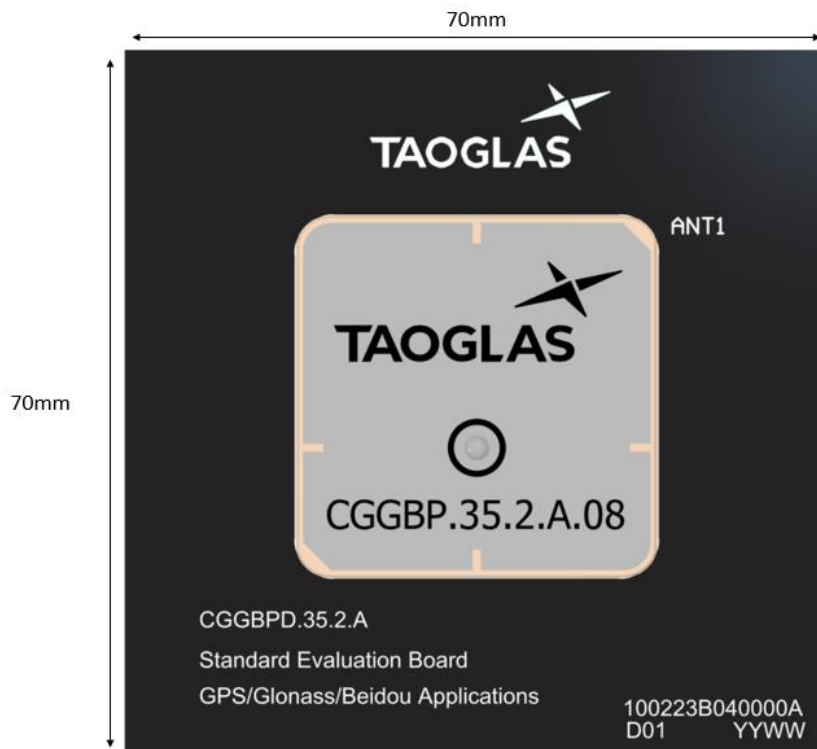 70mm
TAOGLAS
ANT1
TAOGLAS
70mm
CGGBP.35.2.A.08
CGGBPD.35.2.A
Standard Evaluation Board
GPS/Glonass/Beidou Applications
100223B040000A
D01 YYWW